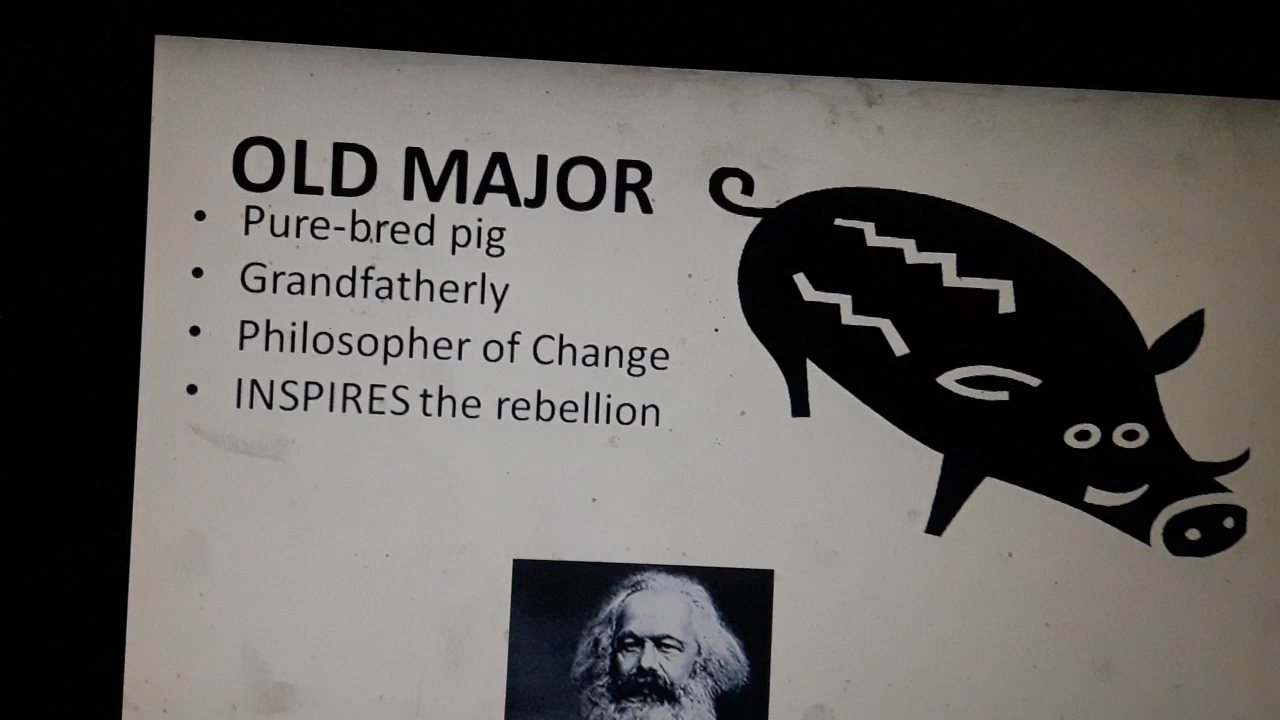 OLD MAJOR
• Pure-bred pig
• Grandfatherly
• Philosopher of Change
• INSPIRES the rebellion